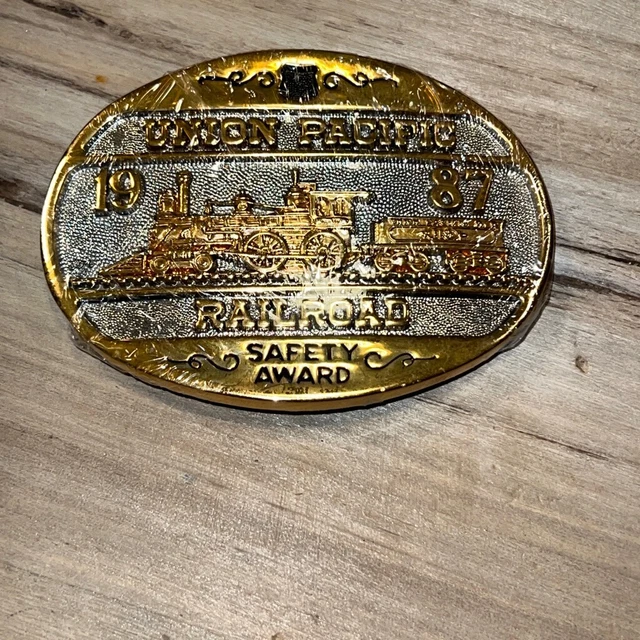 UNION PACIFIC
19 87
RAILROAD
SAFETY
AWARD